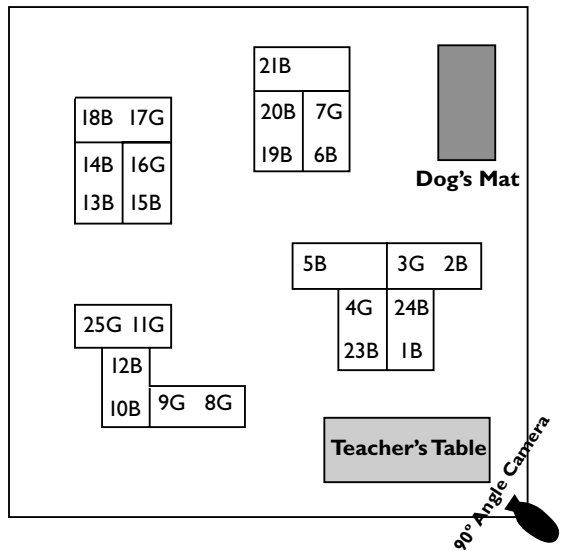 21B
20B 7G
19B 6B
18B 17G
14B 16G
13B 15B
Dog's Mat
5B 3G 2B
4G 24B
23B 1B
25G 11G
12B
10B 9G 8G
Teacher's Table
90° Angle Camera